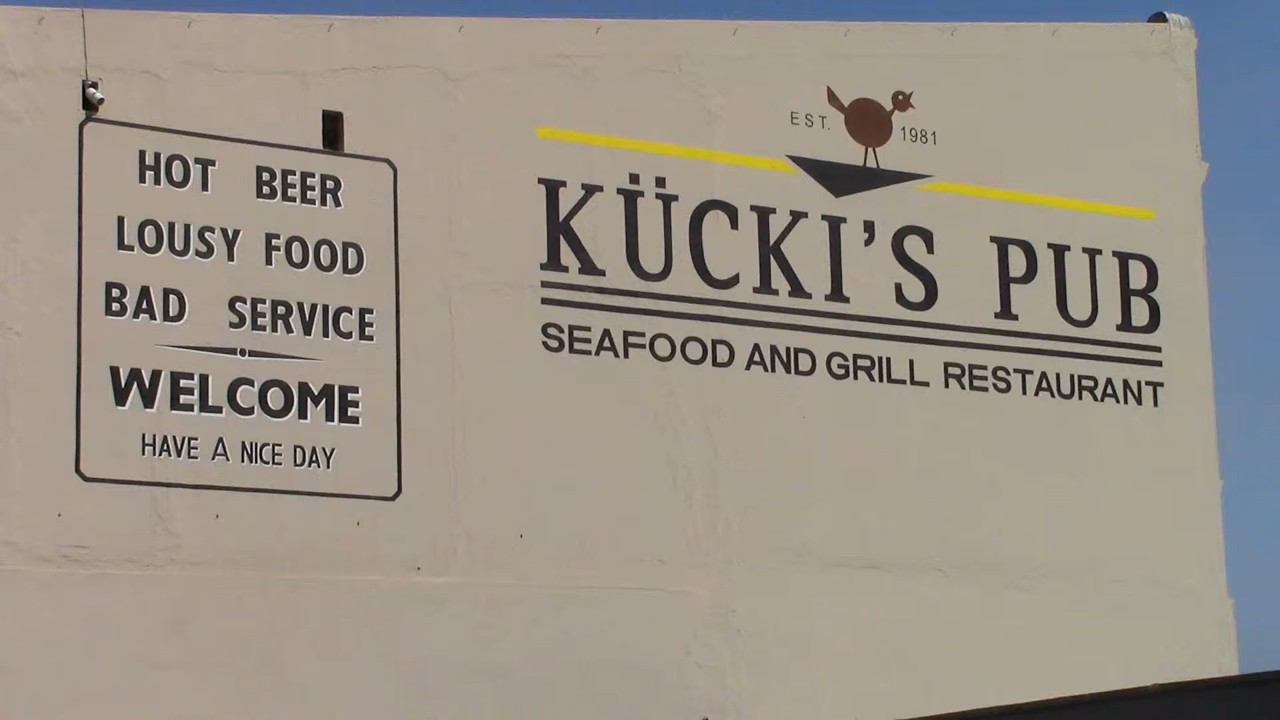 HOT BEER
LOUSY FOOD
BAD SERVICE
WELCOME
HAVE A NICE DAY
EST. 1981
KÜCKI'S PUB
SEAFOOD AND GRILL RESTAURANT